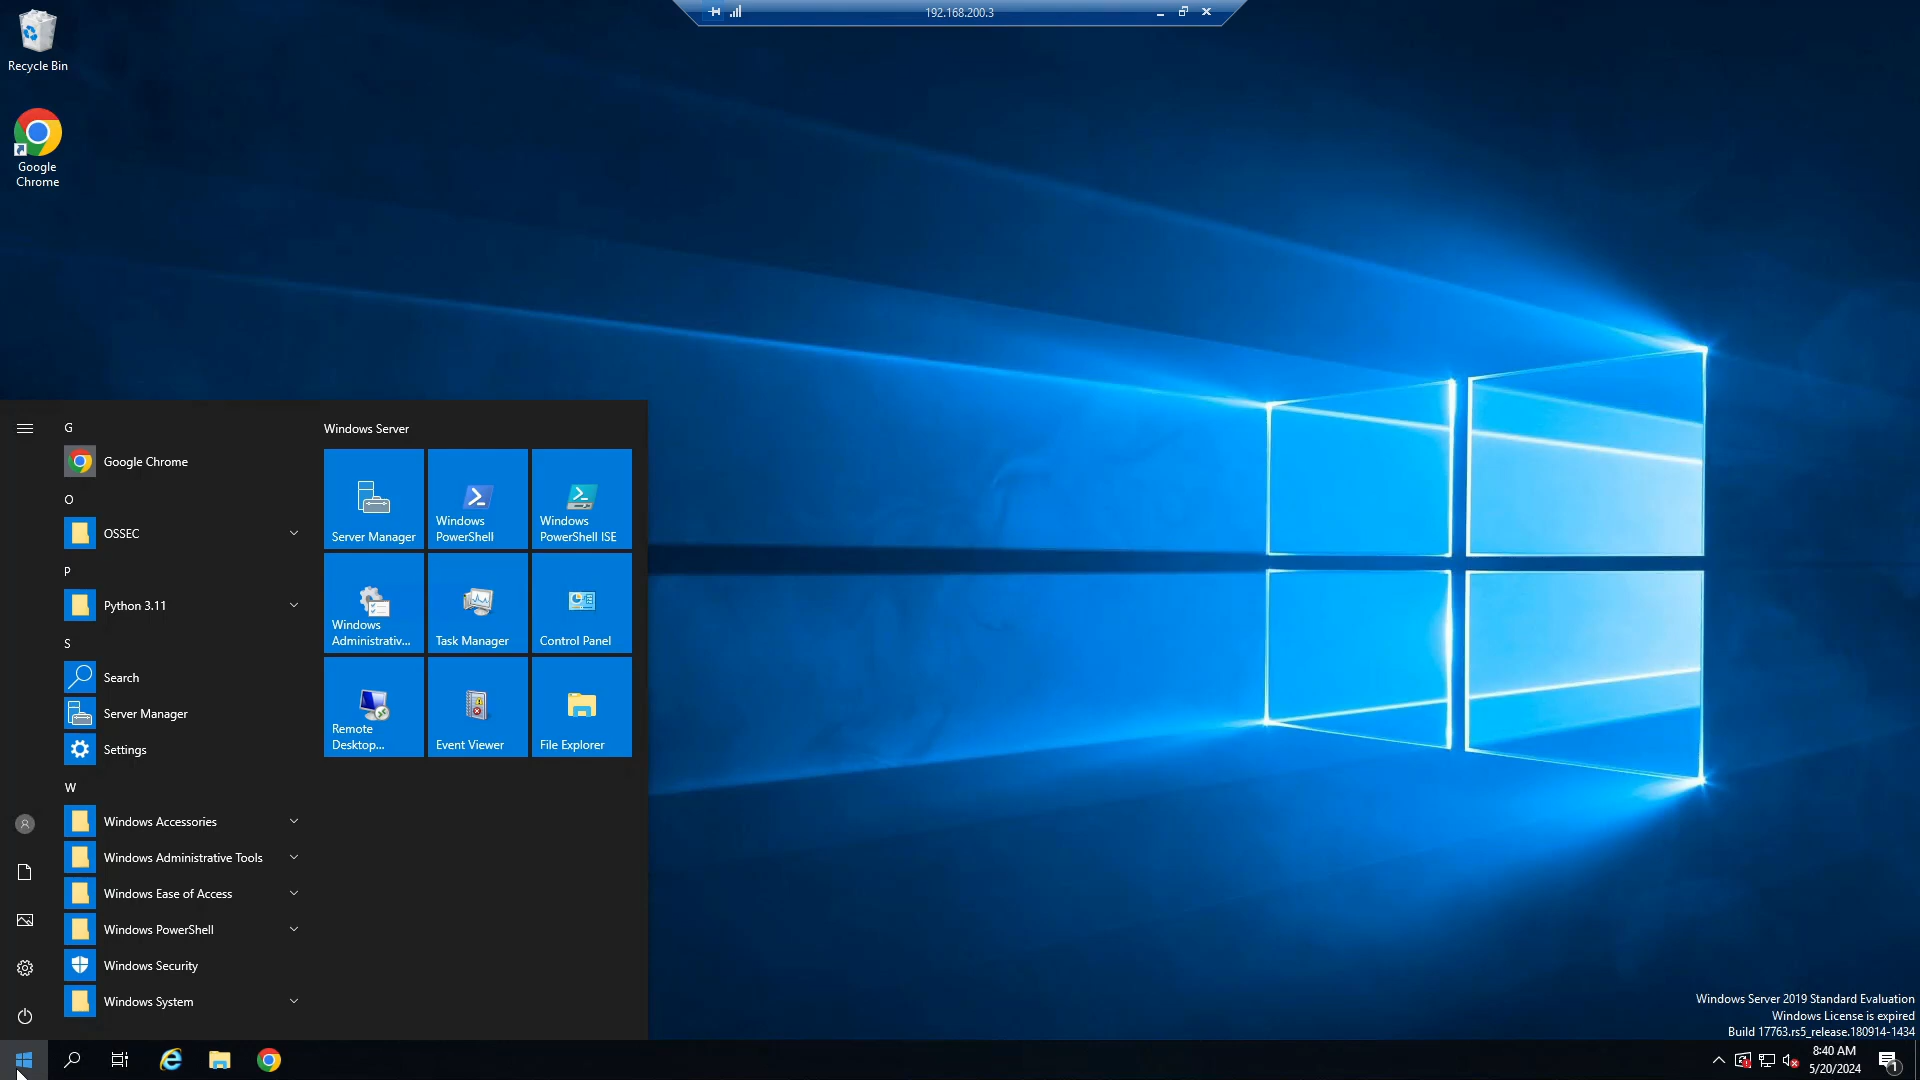 192.168.200.3
Recycle Bin
Google
Chrome
G
Google Chrome
O
OSSEC
P
Python 3.11
S
Search
Server Manager
Settings
W
Windows Accessories
Windows Administrative Tools
Windows Ease of Access
Windows PowerShell
Windows Security
Windows System
Windows Server
Server Manager
Windows
PowerShell
Windows
PowerShell ISE
Windows
Administrativ...
Task Manager
Control Panel
Remote
Desktop...
Event Viewer
File Explorer
Windows Server 2019 Standard Evaluation
Windows License is expired
Build 17763.rs5_release.180914-1434
8:40 AM
5/20/2024
1